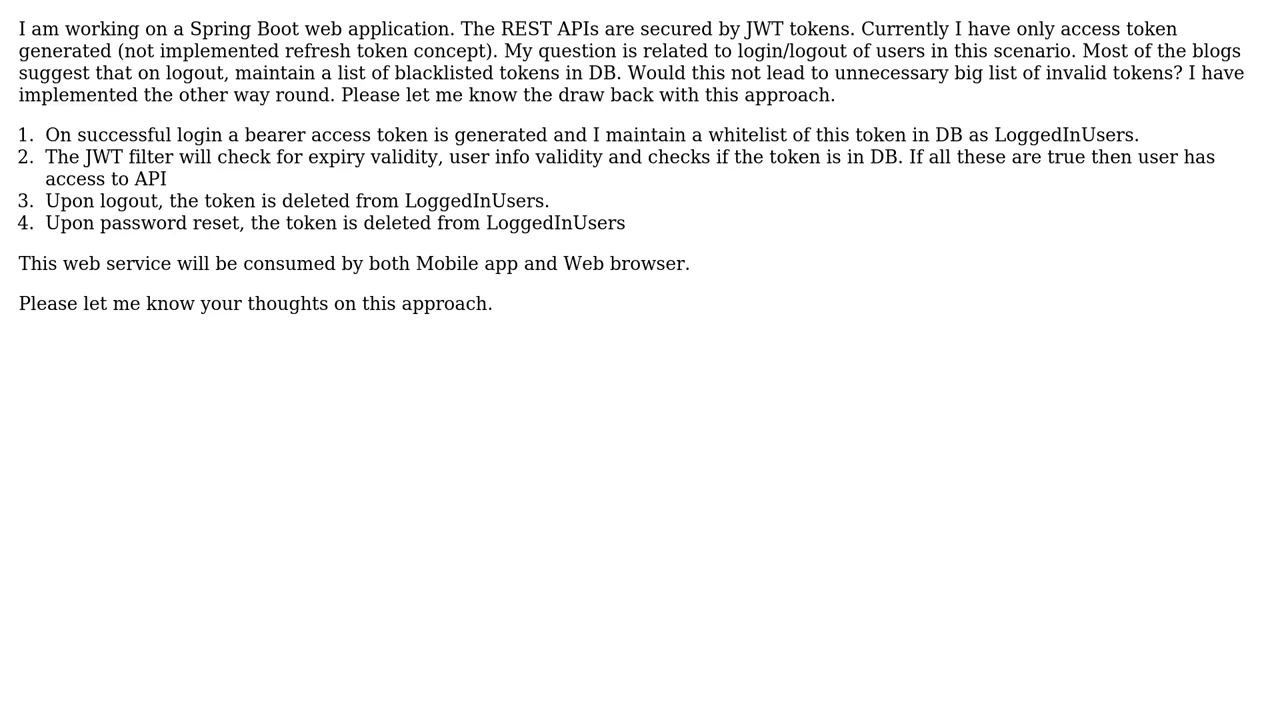 I am working on a Spring Boot web application. The REST APIs are secured by JWT tokens. Currently I have only access token
generated (not implemented refresh token concept). My question is related to login/logout of users in this scenario. Most of the blogs
suggest that on logout, maintain a list of blacklisted tokens in DB. Would this not lead to unnecessary big list of invalid tokens? I have
implemented the other way round. Please let me know the draw back with this approach.
1. On successful login a bearer access token is generated and I maintain a whitelist of this token in DB as LoggedInUsers.
2. The JWT filter will check for expiry validity, user info validity and checks if the token is in DB. If all these are true then user has
access to API
3. Upon logout, the token is deleted from LoggedInUsers.
4. Upon password reset, the token is deleted from LoggedInUsers
This web service will be consumed by both Mobile app and Web browser.
Please let me know your thoughts on this approach.